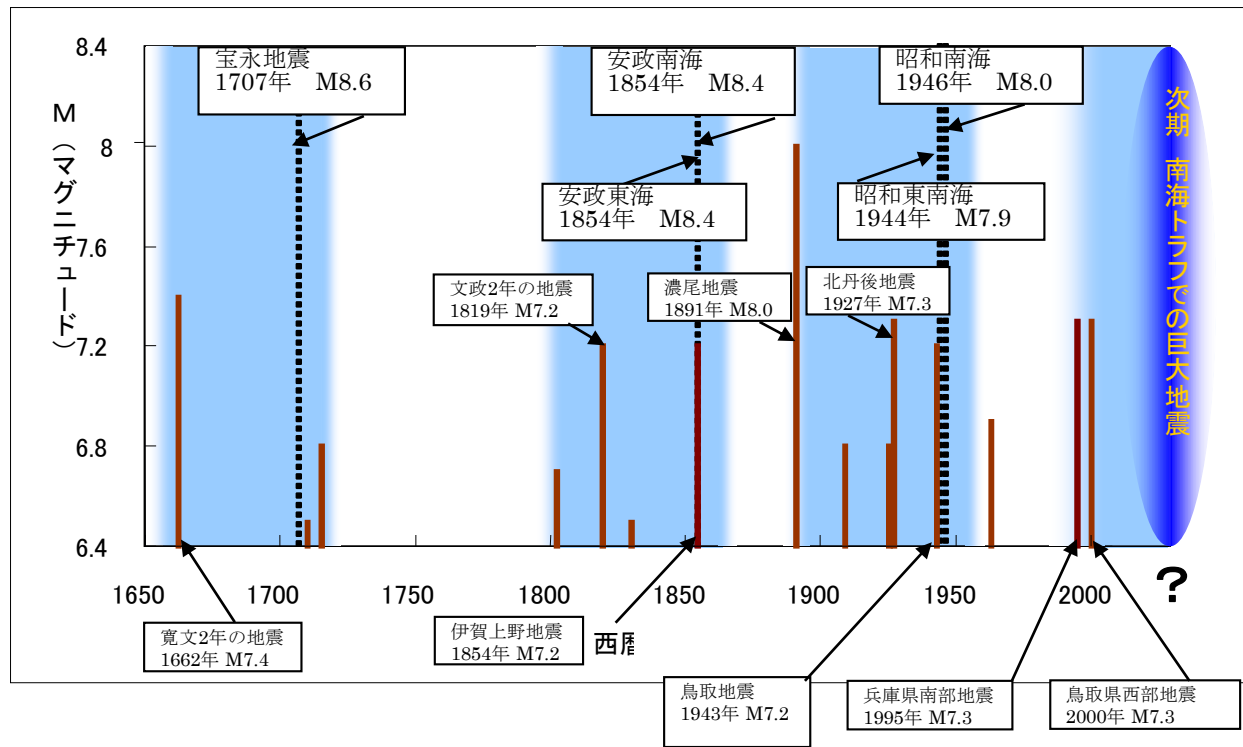 宝永地震
1707年 M8.6
安政南海
1854年 M8.4
昭和南海
1946年 M8.0
安政東海
1854年 M8.4
昭和東南海
1944年 M7.9
文政2年の地震
1819年 M7.2
濃尾地震
1891年 M8.0
北丹後地震
1927年 M7.3
次期 南海トラフでの巨大地震
M(マグニチュード)
8.4
8
7.6
7.2
6.8
6.4
1650
1700
1750
1800
1850
1900
1950
2000
?
西暦
寛文2年の地震
1662年 M7.4
伊賀上野地震
1854年 M7.2
鳥取地震
1943年 M7.2
兵庫県南部地震
1995年 M7.3
鳥取県西部地震
2000年 M7.3